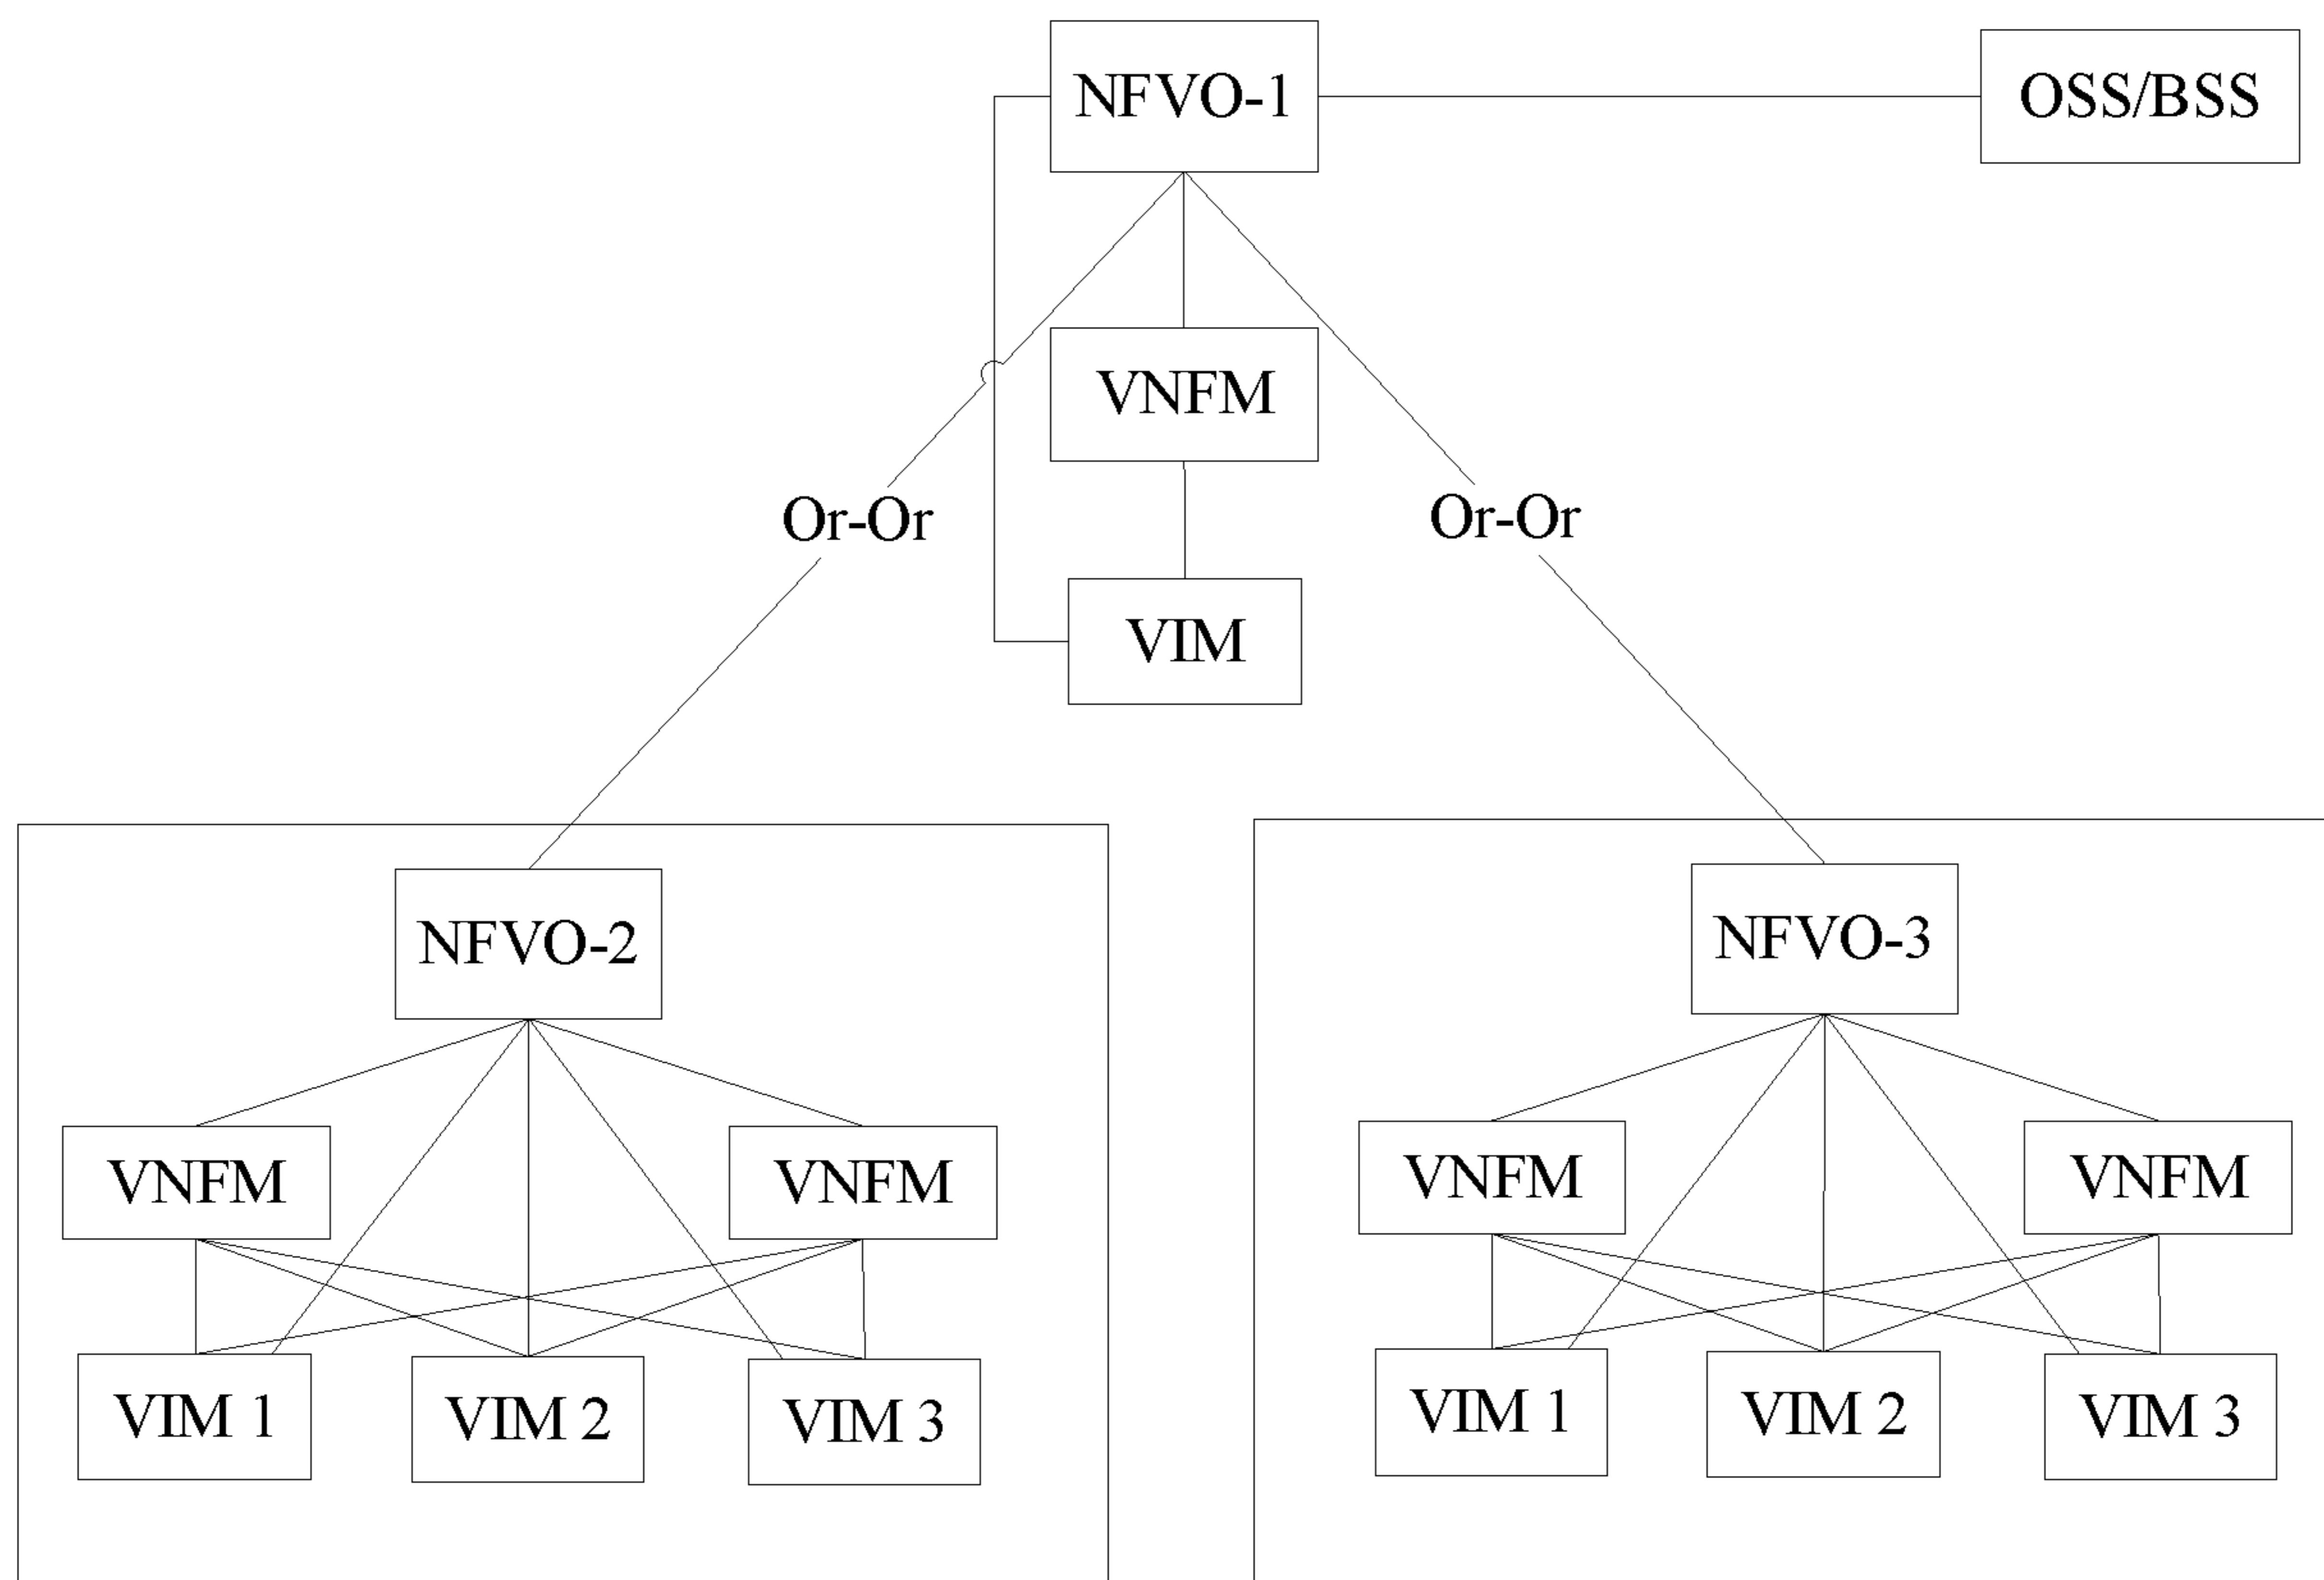 NFVO-1
OSS/BSS
VNFM
Or-Or
Or-Or
VIM
NFVO-2
NFVO-3
VNFM
VNFM
VNFM
VNFM
VIM 1
VIM 2
VIM 3
VIM 1
VIM 2
VIM 3